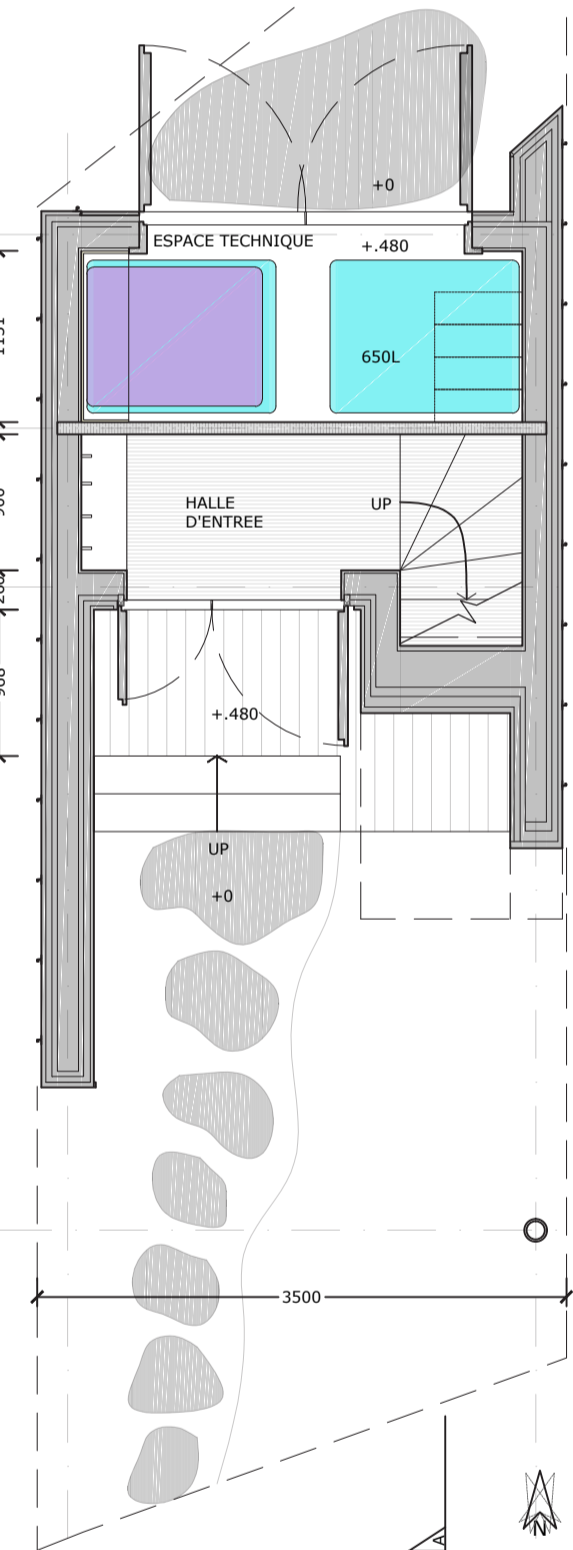 +0
ESPACE TECHNIQUE
+.480
650L
HALLE
D'ENTREE
UP
+.480
UP
+0
3500
A
N